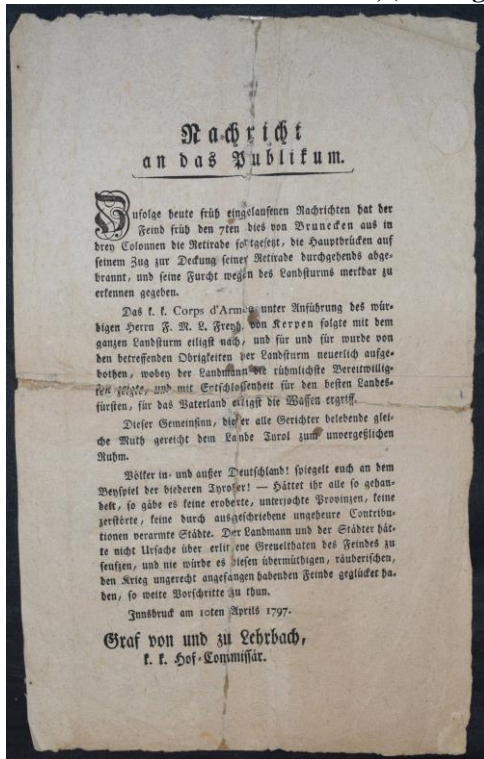 Nachricht
an das Publikum.
Zufolge heute früh eingelaufenen Nachrichten hat der
Feind früh den 7ten dies von Brunecken aus in
drey Colonnen die Retirade fortgesetzt, die Hauptbrücken auf
seinem Zug zur Deckung seiner Retirade durchgehends abge-
brannt, und seine Furcht wegen des Landsturms merkbar zu
erkennen gegeben.
Das k. k. Corps d'Armée unter Anführung des wür-
digen Herrn F. M. L. Freyh. von Kerpen folgte mit dem
ganzen Landsturm eiligst nach, und für und für wurde von
den betreffenden Obrigkeiten der Landsturm neuerlich aufge-
bothen, wobey der Landmann die rühmlichste Bereitwillig-
keit zeigte, und mit Entschlossenheit für den besten Landes-
fürsten, für das Vaterland eiligst die Waffen ergriff.
Dieser Gemeinsinn, dieser alle Gerichter belebende glei-
che Muth gereicht dem Lande Tyrol zum unvergeßlichen
Ruhm.
Völker in- und außer Deutschland! spiegelt euch an dem
Beyspiel der biederen Tyroler! — Hättet ihr alle so gehan-
delt, so gäbe es keine eroberte, unterjochte Provinzen, keine
zerstörte, keine durch ausgeschriebene ungeheure Contribu-
tionen verarmte Städte. Der Landmann und der Städter hät-
te nicht Ursache über erlittene Greuelthaten des Feindes zu
seufzen, und nie würde es diesen übermüthigen, räuberischen,
den Krieg ungerecht angefangen habenden Feinde geglücket ha-
ben, so weite Vorschritte zu thun.
Innsbruck am 10ten Aprils 1797.
Graf von und zu Lehrbach,
k. k. Hof-Commissär.